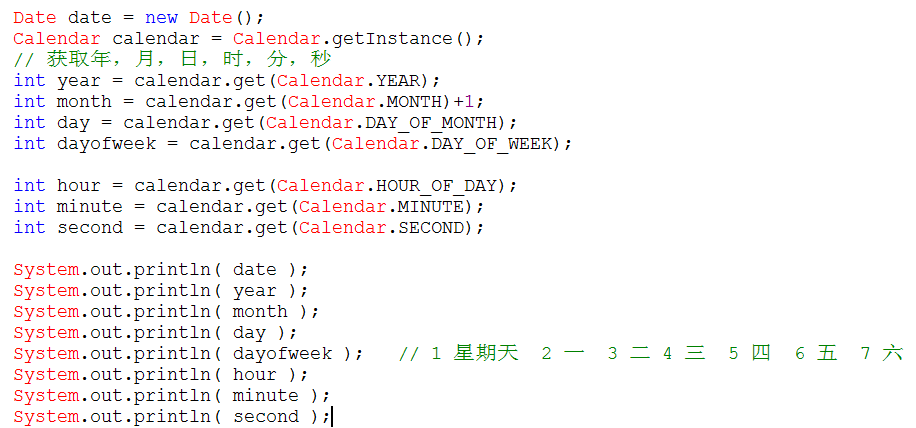 Date date = new Date();
Calendar calendar = Calendar.getInstance();
// 获取年，月，日，时，分，秒
int year = calendar.get(Calendar.YEAR);
int month = calendar.get(Calendar.MONTH)+1;
int day = calendar.get(Calendar.DAY_OF_MONTH);
int dayofweek = calendar.get(Calendar.DAY_OF_WEEK);
int hour = calendar.get(Calendar.HOUR_OF_DAY);
int minute = calendar.get(Calendar.MINUTE);
int second = calendar.get(Calendar.SECOND);
System.out.println( date );
System.out.println( year );
System.out.println( month );
System.out.println( day );
System.out.println( dayofweek );   // 1 星期天  2 一  3 二 4 三  5 四  6 五  7 六
System.out.println( hour );
System.out.println( minute );
System.out.println( second );